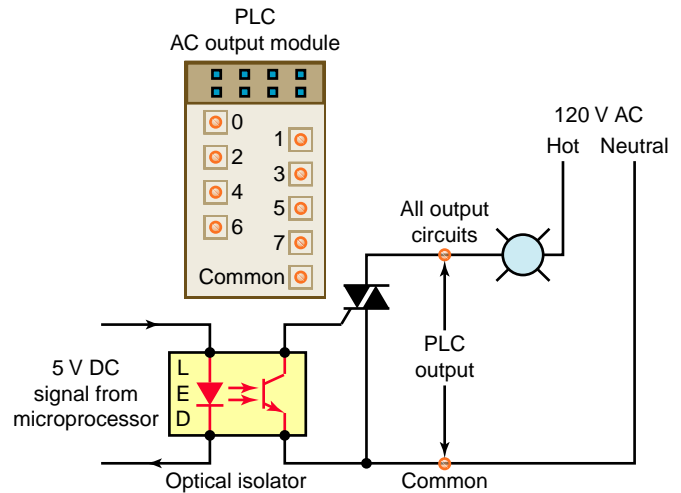 PLC
AC output module
0
1
2
3
4
5
6
7
Common
120 V AC
Hot Neutral
All output
circuits
PLC
output
5 V DC
signal from
microprocessor
L
E
D
Optical isolator
Common